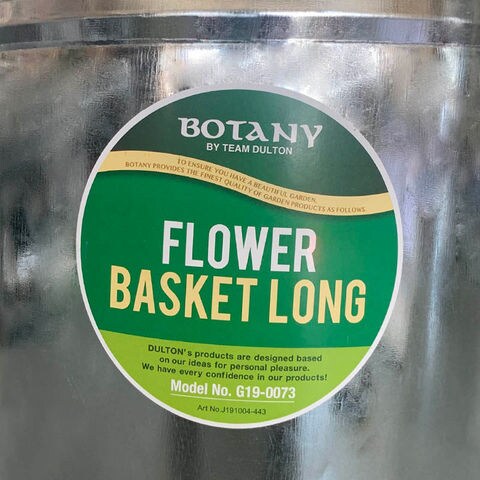 BOTANY
BY TEAM DULTON
TO ENSURE YOU HAVE A BEAUTIFUL GARDEN,
BOTANY PROVIDES THE FINEST QUALITY OF GARDEN PRODUCTS AS FOLLOWS.
FLOWER
BASKET LONG
DULTON's products are designed based
on our ideas for personal pleasure.
We have every confidence in our products!
Model No. G19-0073
Art No.J191004-443